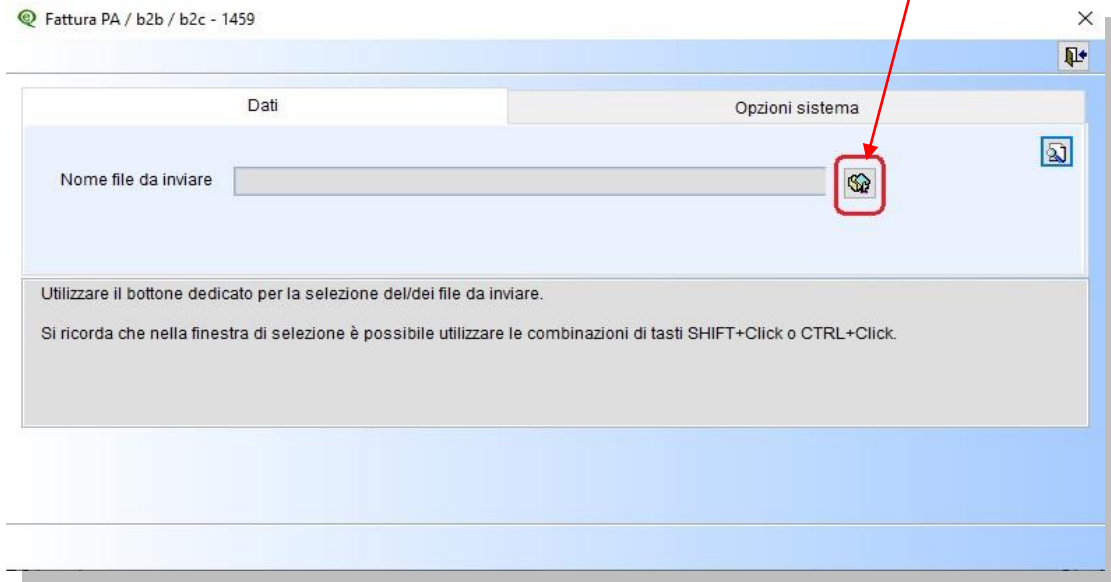 Fattura PA / b2b / b2c - 1459
Dati
Opzioni sistema
Nome file da inviare
Utilizzare il bottone dedicato per la selezione del/dei file da inviare.
Si ricorda che nella finestra di selezione è possibile utilizzare le combinazioni di tasti SHIFT+Click o CTRL+Click.